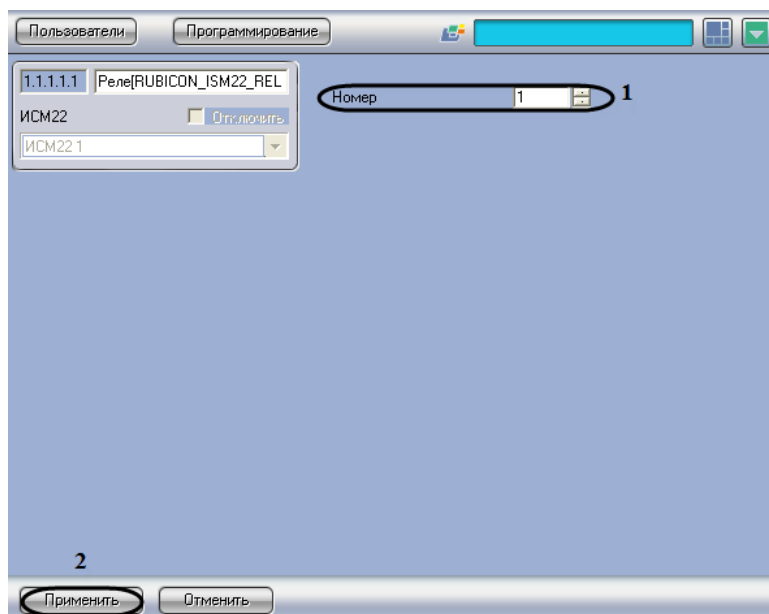 Пользователи Программирование
1.1.1.1.1 Реле[RUBICON_ISM22_REL
Номер 1 1
ИСМ22 Отключить
ИСМ22 1
2
Применить Отменить